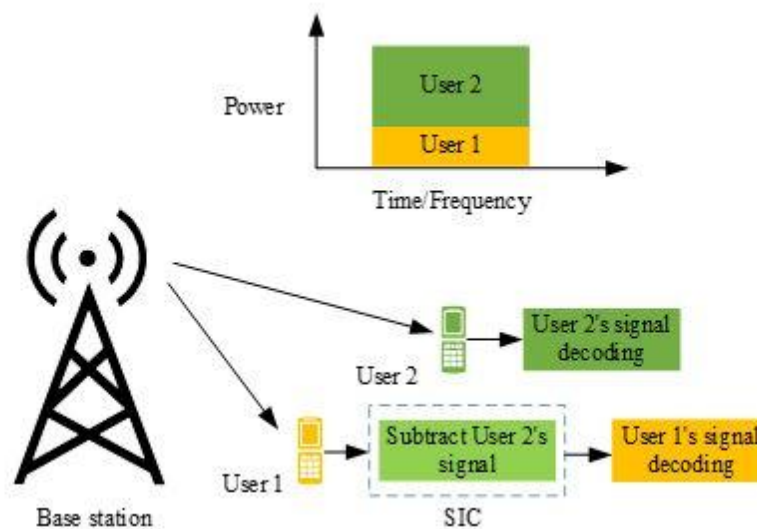 User 2
Power
User 1
Time/Frequency
User 2's signal
decoding
User 2
Subtract User 2's
signal
User 1's signal
decoding
User 1
Base station
SIC